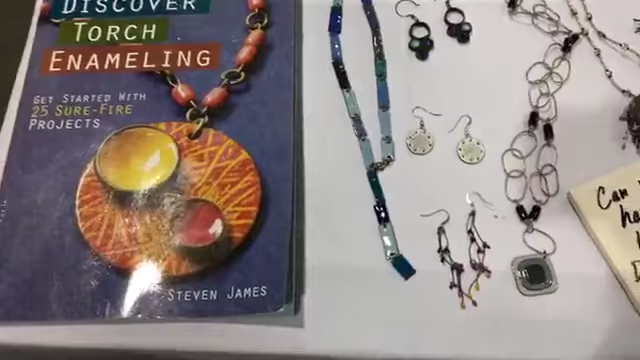 DISCOVER
TORCH
ENAMELING
GET STARTED WITH
25 SURE-FIRE
PROJECTS
STEVEN JAMES
Can